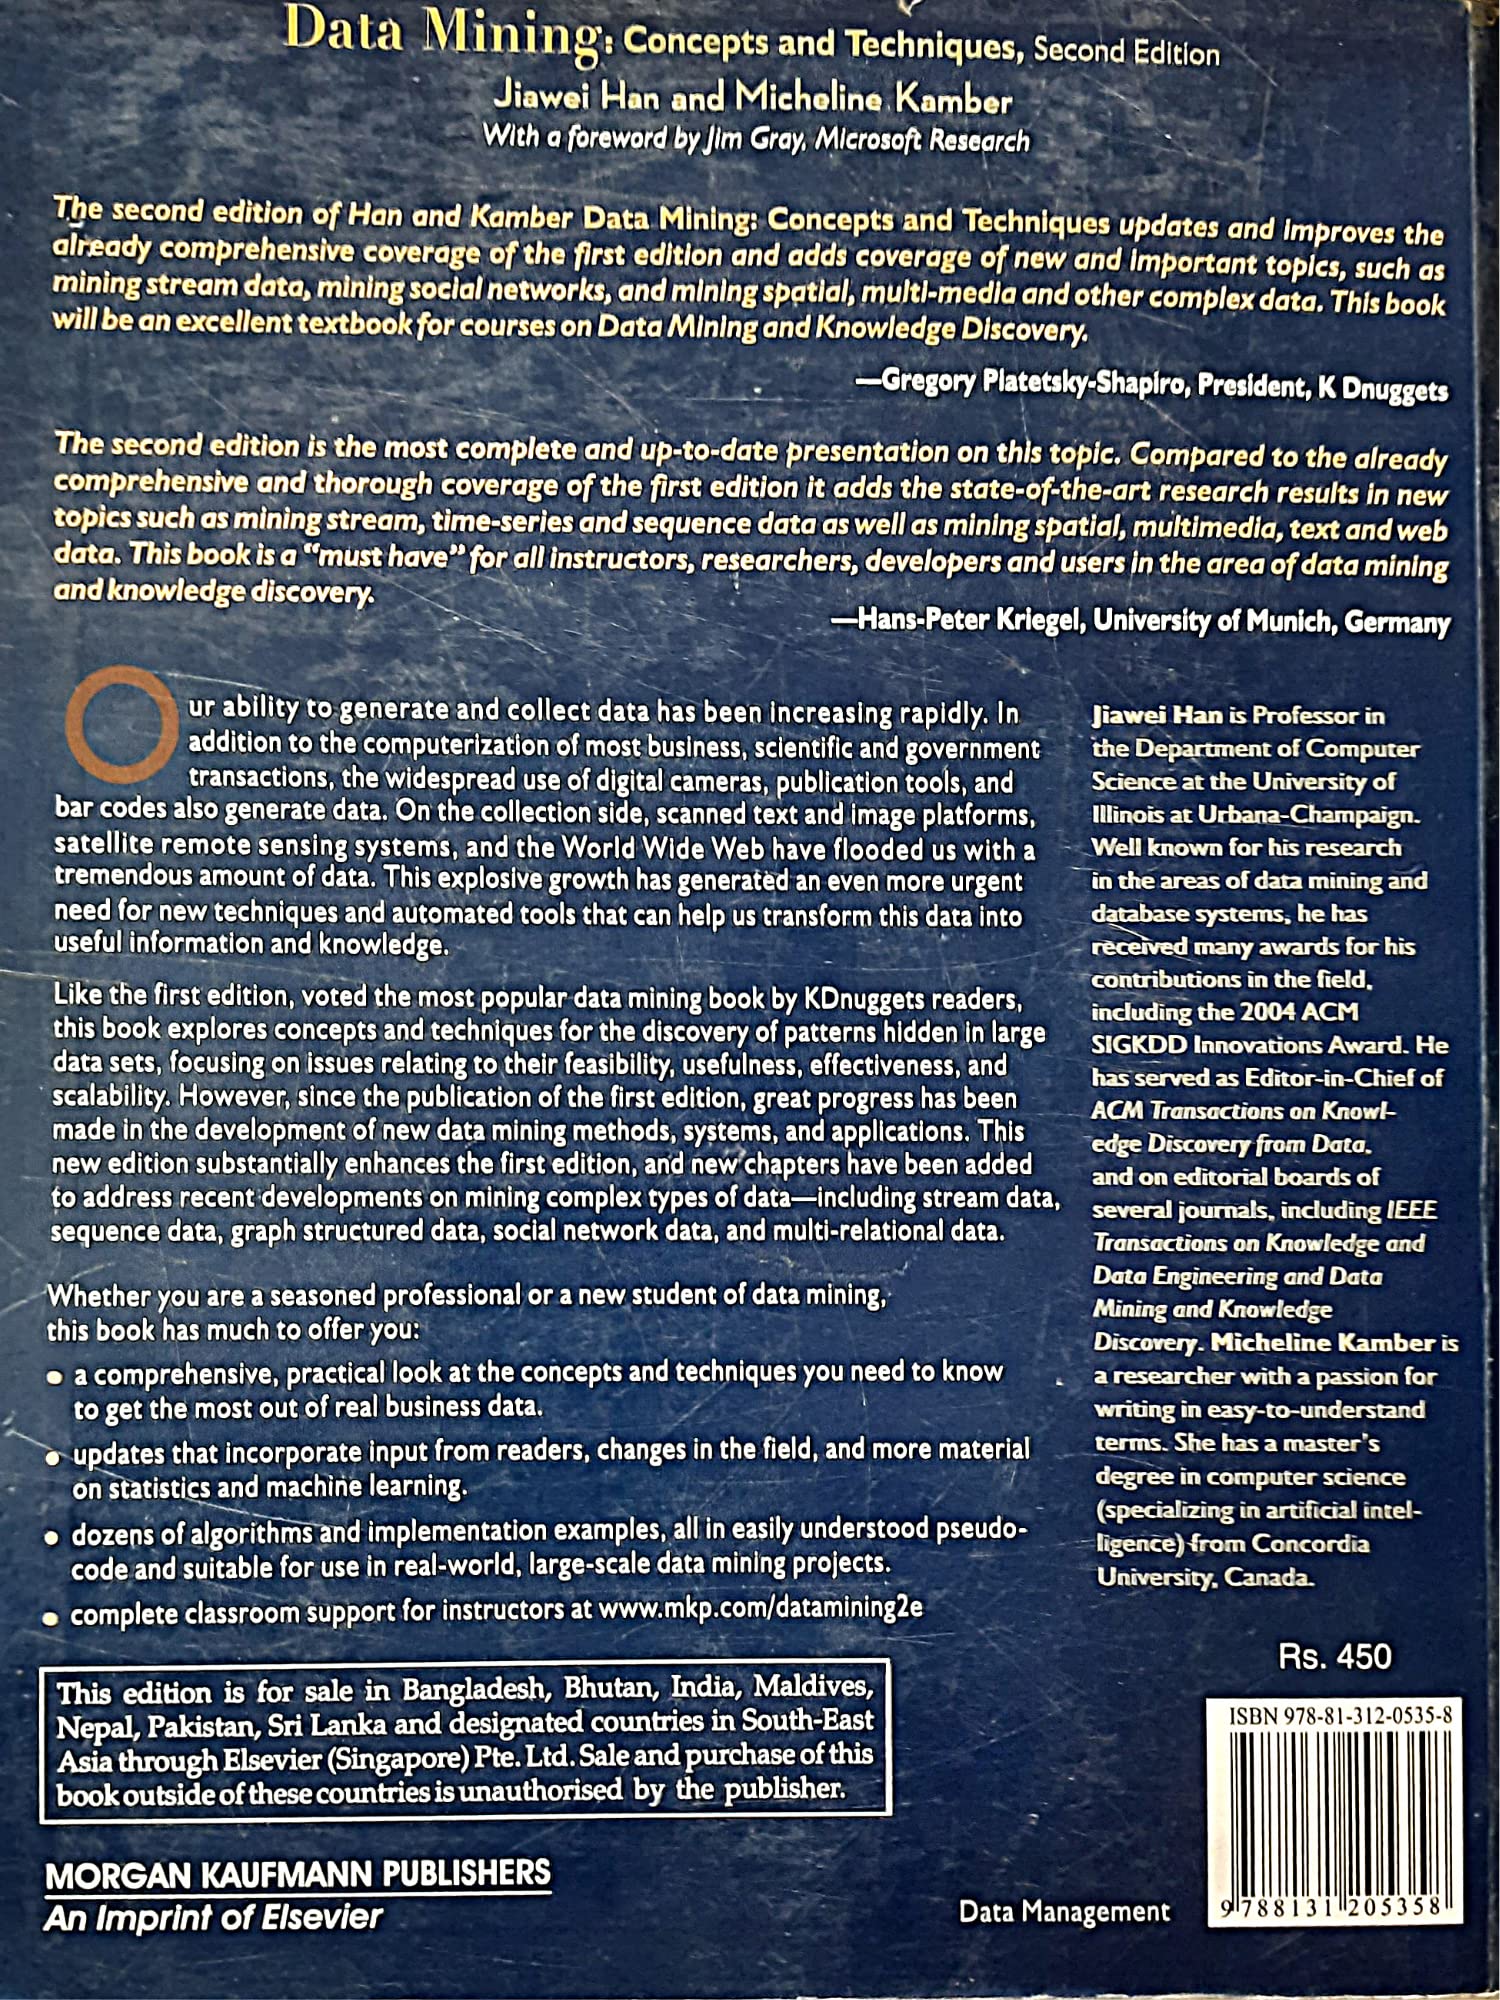 Data Mining: Concepts and Techniques, Second Edition
Jiawei Han and Micheline Kamber
With a foreword by Jim Gray, Microsoft Research
The second edition of Han and Kamber Data Mining: Concepts and Techniques updates and improves the
already comprehensive coverage of the first edition and adds coverage of new and important topics, such as
mining stream data, mining social networks, and mining spatial, multi-media and other complex data. This book
will be an excellent textbook for courses on Data Mining and Knowledge Discovery.
—Gregory Piatetsky-Shapiro, President, K Dnuggets
The second edition is the most complete and up-to-date presentation on this topic. Compared to the already
comprehensive and thorough coverage of the first edition it adds the state-of-the-art research results in new
topics such as mining stream, time-series and sequence data as well as mining spatial, multimedia, text and web
data. This book is a “must have” for all instructors, researchers, developers and users in the area of data mining
and knowledge discovery.
—Hans-Peter Kriegel, University of Munich, Germany
Our ability to generate and collect data has been increasing rapidly. In
addition to the computerization of most business, scientific and government
transactions, the widespread use of digital cameras, publication tools, and
bar codes also generate data. On the collection side, scanned text and image platforms,
satellite remote sensing systems, and the World Wide Web have flooded us with a
tremendous amount of data. This explosive growth has generated an even more urgent
need for new techniques and automated tools that can help us transform this data into
useful information and knowledge.
Like the first edition, voted the most popular data mining book by KDnuggets readers,
this book explores concepts and techniques for the discovery of patterns hidden in large
data sets, focusing on issues relating to their feasibility, usefulness, effectiveness, and
scalability. However, since the publication of the first edition, great progress has been
made in the development of new data mining methods, systems, and applications. This
new edition substantially enhances the first edition, and new chapters have been added
to address recent developments on mining complex types of data—including stream data,
sequence data, graph structured data, social network data, and multi-relational data.
Whether you are a seasoned professional or a new student of data mining,
this book has much to offer you:
• a comprehensive, practical look at the concepts and techniques you need to know
to get the most out of real business data.
• updates that incorporate input from readers, changes in the field, and more material
on statistics and machine learning.
• dozens of algorithms and implementation examples, all in easily understood pseudo-
code and suitable for use in real-world, large-scale data mining projects.
• complete classroom support for instructors at www.mkp.com/datamining2e
Jiawei Han is Professor in
the Department of Computer
Science at the University of
Illinois at Urbana-Champaign.
Well known for his research
in the areas of data mining and
database systems, he has
received many awards for his
contributions in the field,
including the 2004 ACM
SIGKDD Innovations Award. He
has served as Editor-in-Chief of
ACM Transactions on Knowl-
edge Discovery from Data,
and on editorial boards of
several journals, including IEEE
Transactions on Knowledge and
Data Engineering and Data
Mining and Knowledge
Discovery. Micheline Kamber is
a researcher with a passion for
writing in easy-to-understand
terms. She has a master's
degree in computer science
(specializing in artificial intel-
ligence) from Concordia
University, Canada.
Rs. 450
This edition is for sale in Bangladesh, Bhutan, India, Maldives,
Nepal, Pakistan, Sri Lanka and designated countries in South-East
Asia through Elsevier (Singapore) Pte. Ltd. Sale and purchase of this
book outside of these countries is unauthorised by the publisher.
MORGAN KAUFMANN PUBLISHERS
An Imprint of Elsevier
Data Management
ISBN 978-81-312-0535-8
9 788131 205358